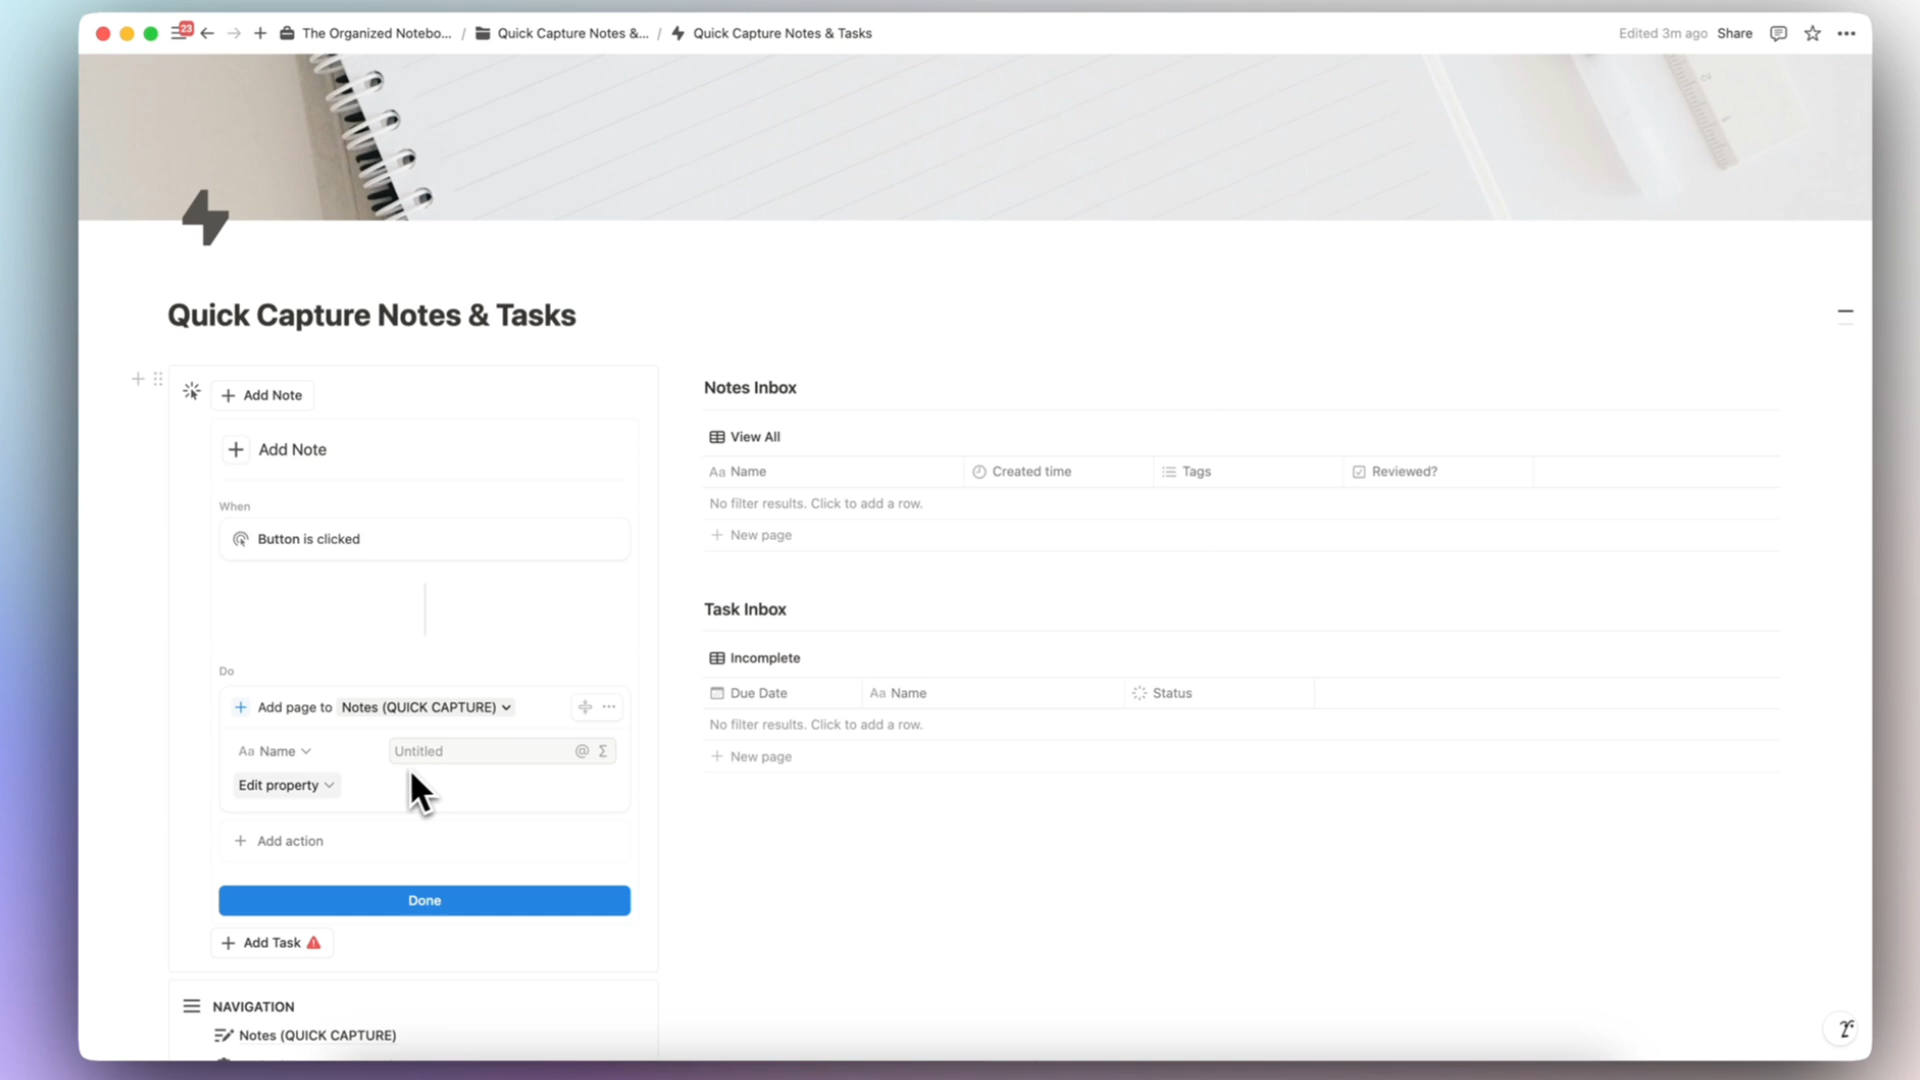 23
The Organized Notebo... / Quick Capture Notes &... / Quick Capture Notes & Tasks
Edited 3m ago Share
Quick Capture Notes & Tasks
Add Note
Add Note
When
Button is clicked
Do
Add page to Notes (QUICK CAPTURE)
Aa Name Untitled @ Σ
Edit property
Add action
Done
Add Task
NAVIGATION
Notes (QUICK CAPTURE)
Notes Inbox
View All
Aa Name Created time Tags Reviewed?
No filter results. Click to add a row.
New page
Task Inbox
Incomplete
Due Date Aa Name Status
No filter results. Click to add a row.
New page